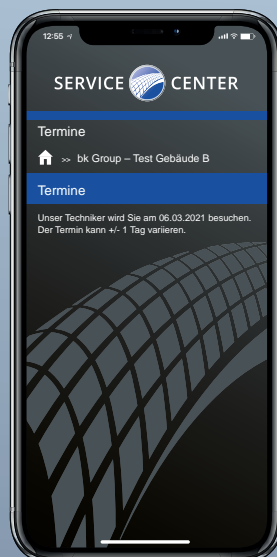 12:55
SERVICE CENTER
Termine
>> bk Group – Test Gebäude B
Termine
Unser Techniker wird Sie am 06.03.2021 besuchen.
Der Termin kann +/- 1 Tag variieren.